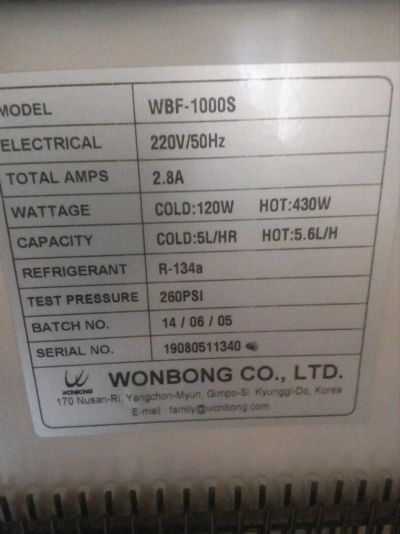 MODEL WBF-1000S
ELECTRICAL 220V/50Hz
TOTAL AMPS 2.8A
WATTAGE COLD:120W HOT:430W
CAPACITY COLD:5L/HR HOT:5.6L/H
REFRIGERANT R-134a
TEST PRESSURE 260PSI
BATCH NO. 14 / 06 / 05
SERIAL NO. 19080511340
WONBONG WONBONG CO., LTD.
170 Nusan-Ri, Yangchon-Myun, Gimpo-Si, Kyunggi-Do, Korea
E-mail : family@wonbong.com